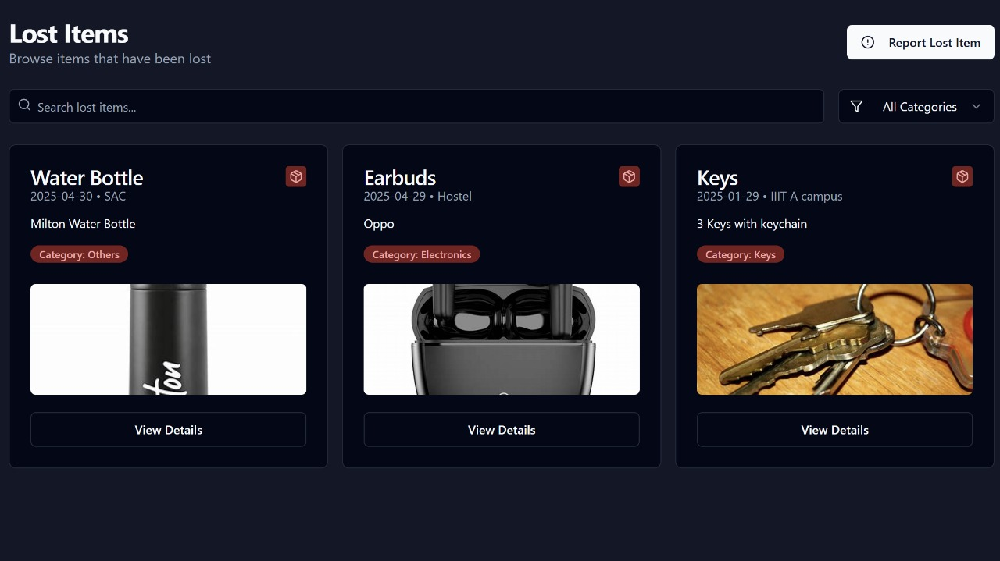 Lost Items
Browse items that have been lost
Report Lost Item
Search lost items...
All Categories
Water Bottle
2025-04-30 • SAC
Milton Water Bottle
Category: Others
ton
View Details
Earbuds
2025-04-29 • Hostel
Oppo
Category: Electronics
View Details
Keys
2025-01-29 • IIIT A campus
3 Keys with keychain
Category: Keys
View Details